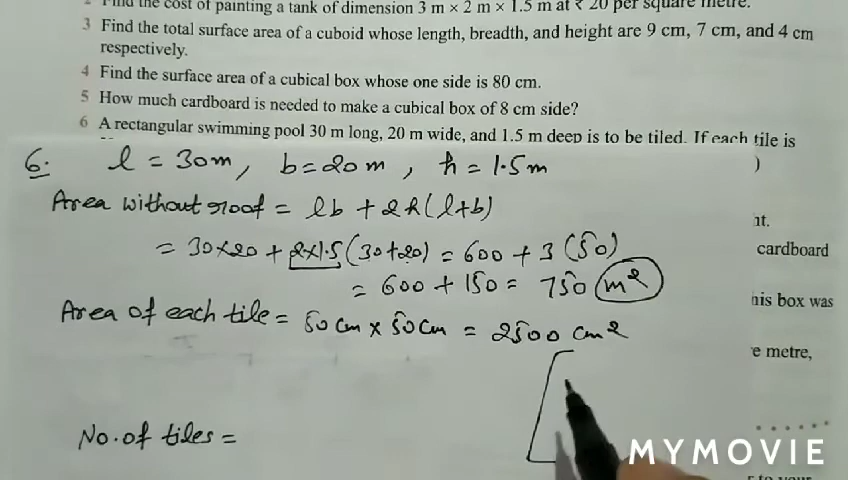 Find the cost of painting a tank of dimension 3 m × 2 m × 1.5 m at ₹ 20 per square metre.
3 Find the total surface area of a cuboid whose length, breadth, and height are 9 cm, 7 cm, and 4 cm
respectively.
4 Find the surface area of a cubical box whose one side is 80 cm.
5 How much cardboard is needed to make a cubical box of 8 cm side?
6 A rectangular swimming pool 30 m long, 20 m wide, and 1.5 m deep is to be tiled. If each tile is
6. l = 30m, b = 20m, h = 1.5m
)
Area without roof = lb + 2h(l+b)
nt.
= 30×20 + 2×1.5(30+20) = 600 + 3(50)
cardboard
= 600 + 150 = 750 m²
his box was
Area of each tile = 50cm × 50cm = 2500 cm²
e metre,
No. of tiles =
MYMOVIE